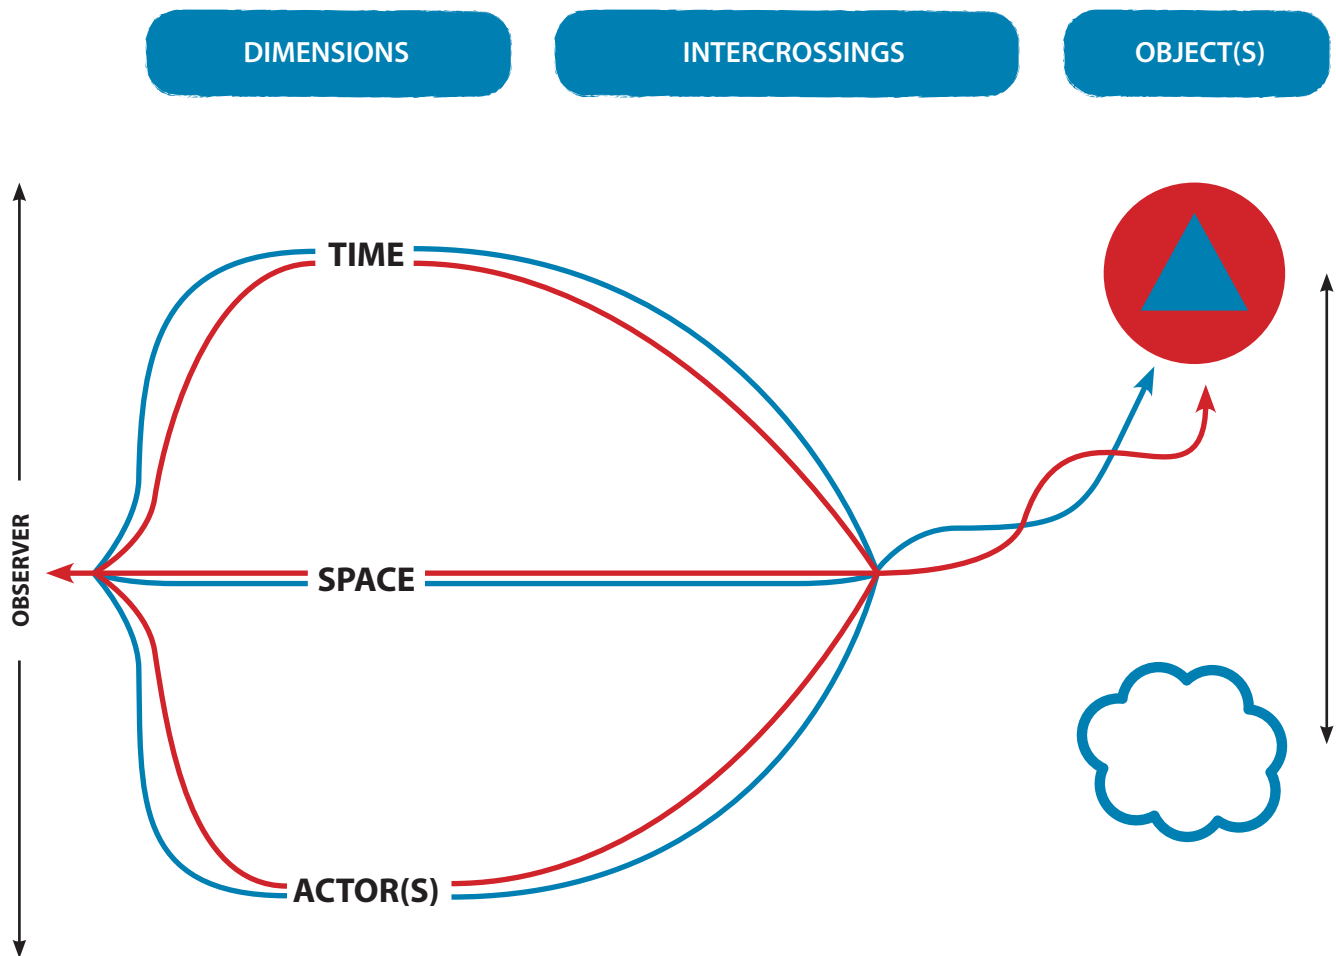 DIMENSIONS
INTERCROSSINGS
OBJECT(S)
TIME
OBSERVER
SPACE
ACTOR(S)